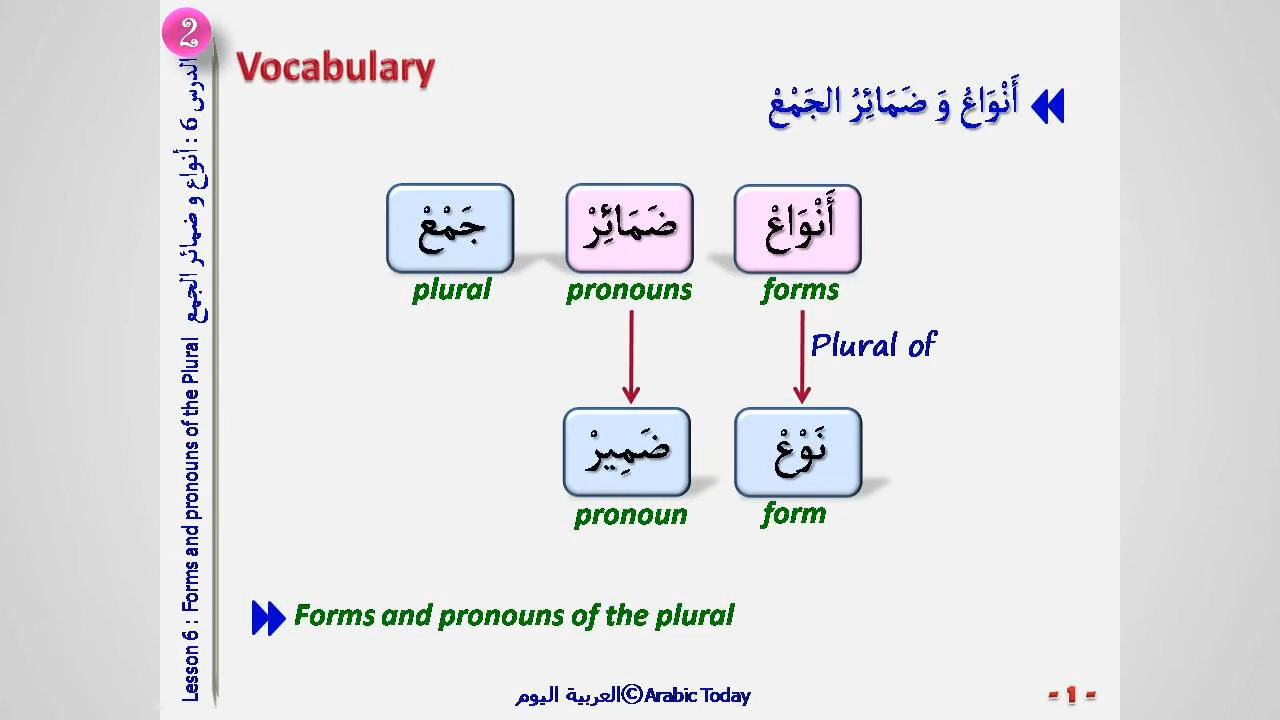 2
الدرس 6 : أنواع و ضمائر الجمع
Lesson 6 : Forms and pronouns of the Plural
Vocabulary
أَنْوَاعُ وَ ضَمَائِرُ الجَمْعْ
أَنْوَاعْ ضَمَائِرْ جَمْعْ
plural pronouns forms
Plural of
ضَمِيرْ نَوْعْ
pronoun form
Forms and pronouns of the plural
العربية اليوم©Arabic Today
- 1 -